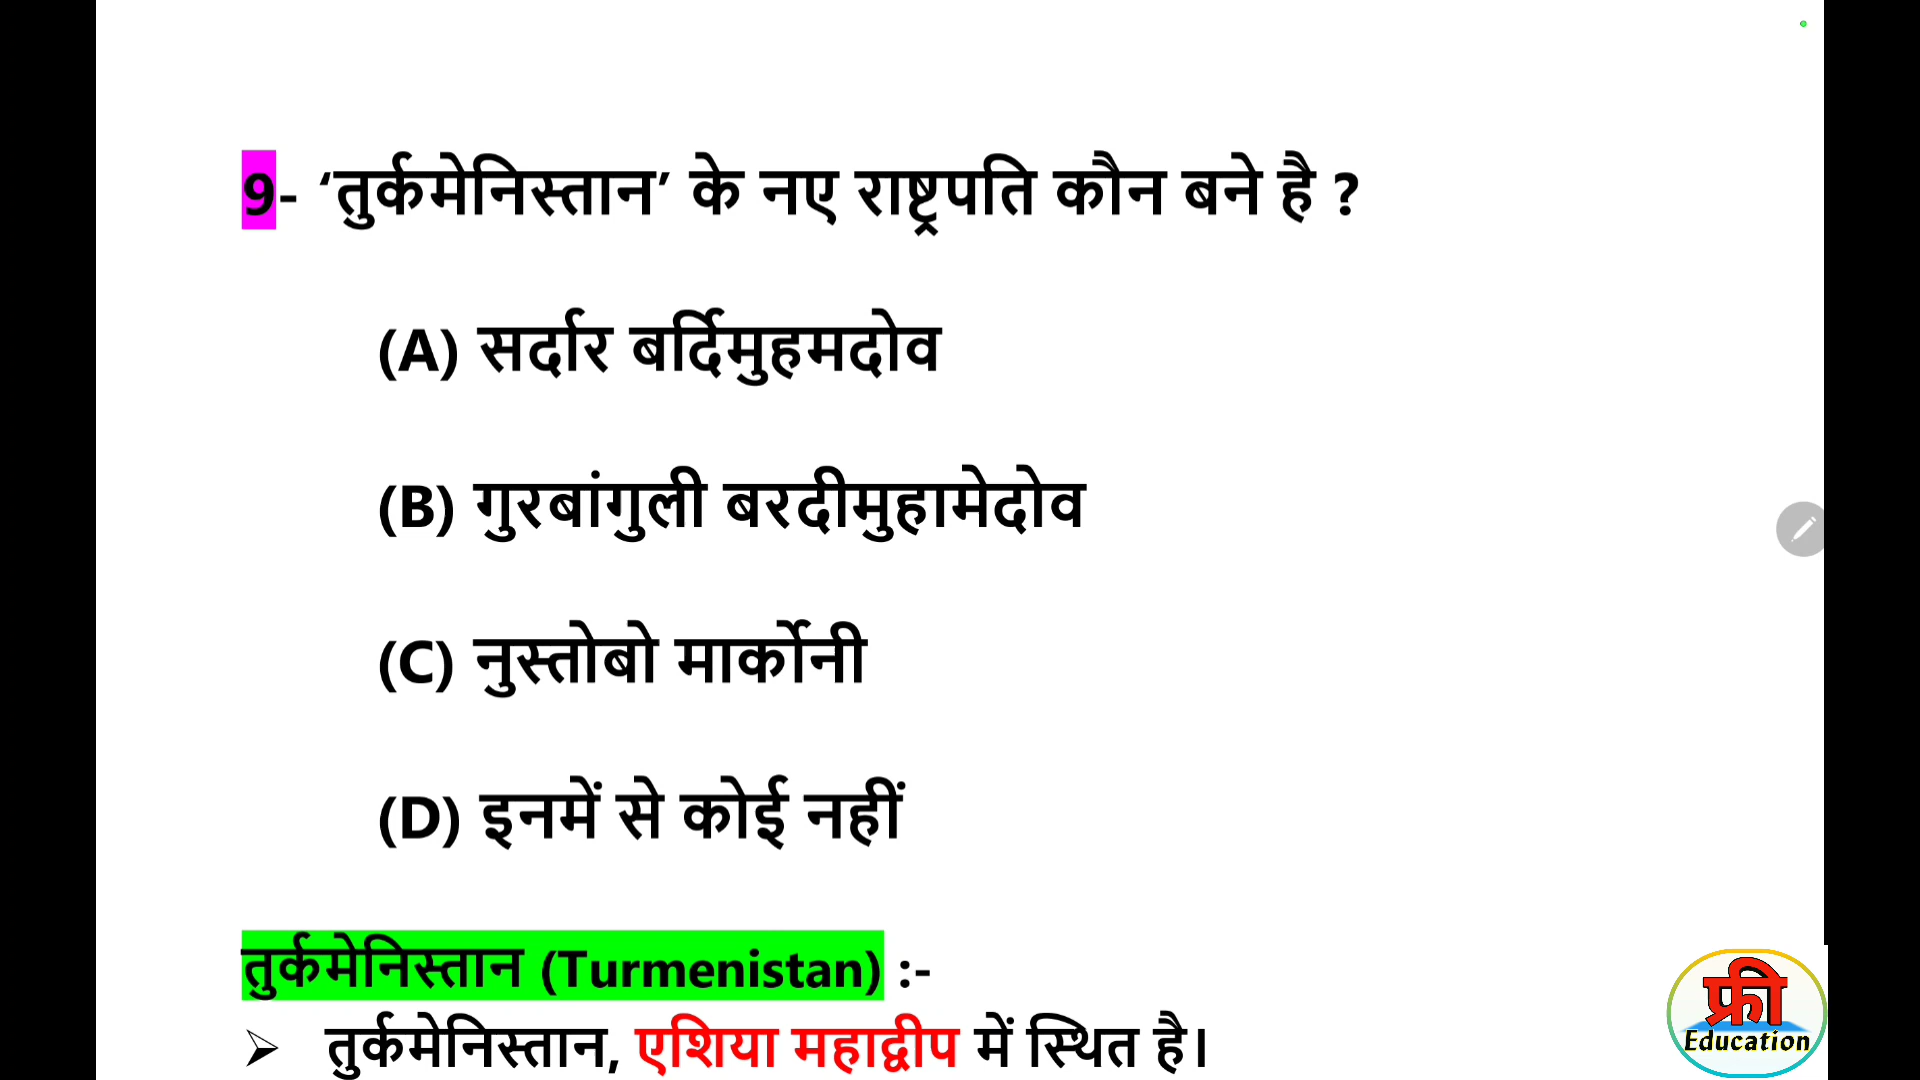 9- ‘तुर्कमेनिस्तान’ के नए राष्ट्रपति कौन बने है ?
(A) सर्दार बर्दिमुहमदोव
(B) गुरबांगुली बरदीमुहामेदोव
(C) नुस्तोबो मार्कोनी
(D) इनमें से कोई नहीं
तुर्कमेनिस्तान (Turmenistan) :-
➢ तुर्कमेनिस्तान, एशिया महाद्वीप में स्थित है।
फ्री
Education